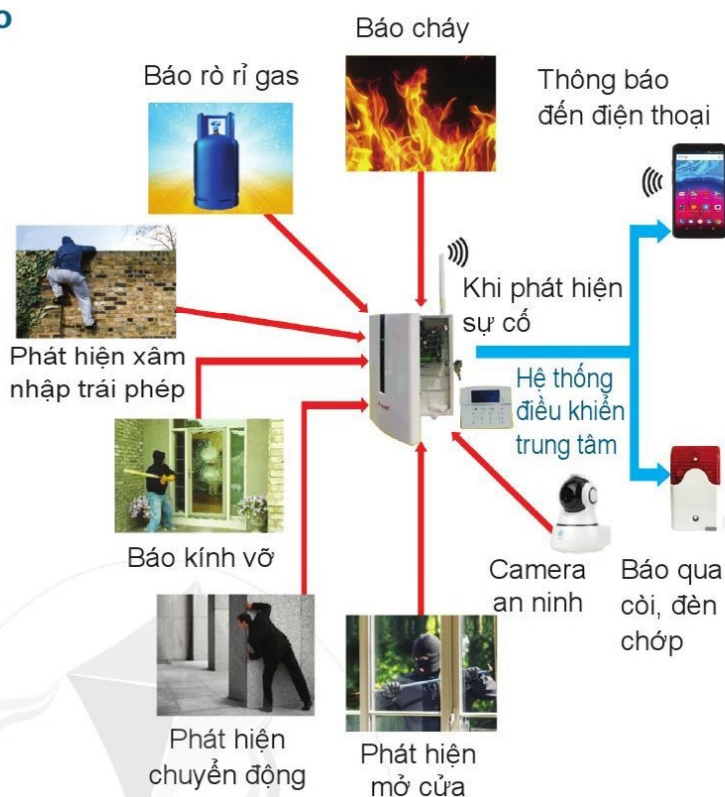 Báo cháy
Báo rò rỉ gas
Thông báo
đến điện thoại
Khi phát hiện
sự cố
Phát hiện xâm
nhập trái phép
Hệ thống
điều khiển
trung tâm
Báo kính vỡ
Camera
an ninh
Báo qua
còi, đèn
chớp
Phát hiện
chuyển động
Phát hiện
mở cửa